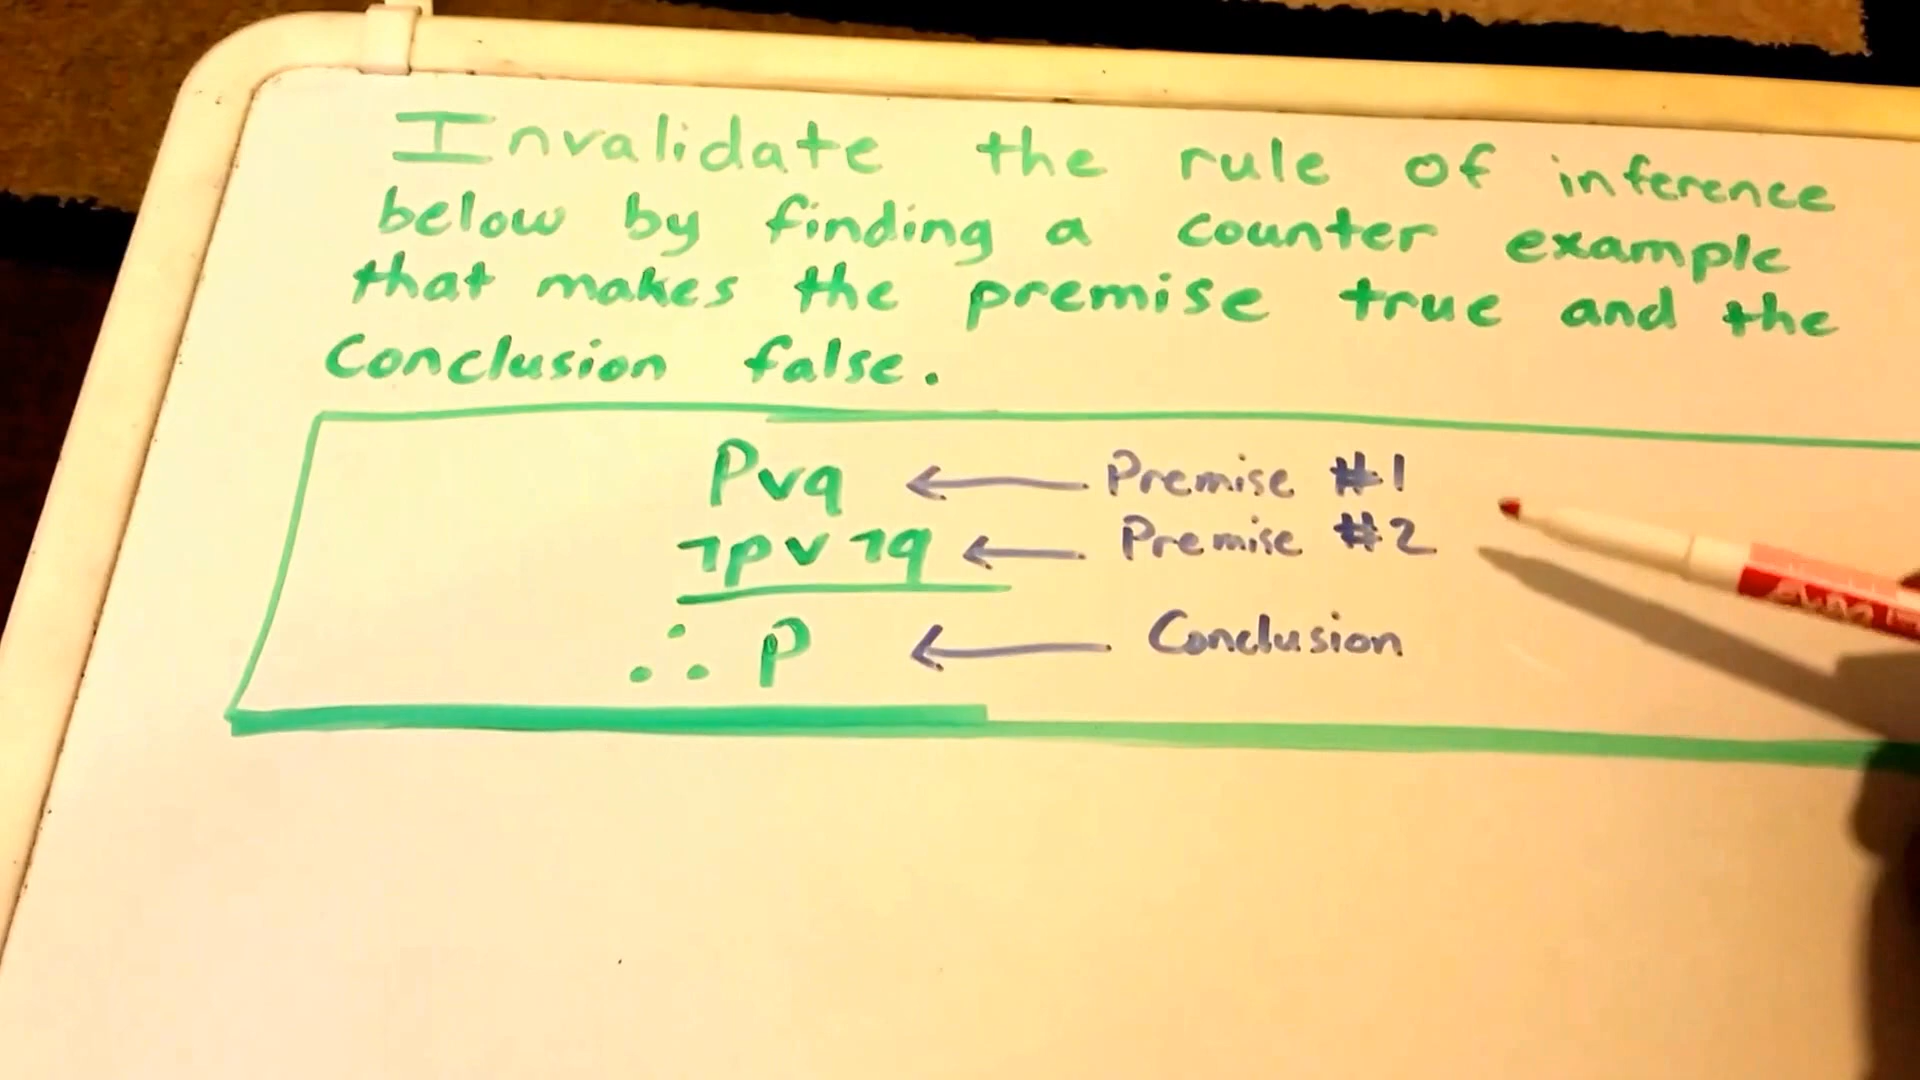 Invalidate the rule of inference
below by finding a counter example
that makes the premise true and the
Conclusion false.
Pvq ← Premise #1
¬pv¬q ← Premise #2
∴ P ← Conclusion